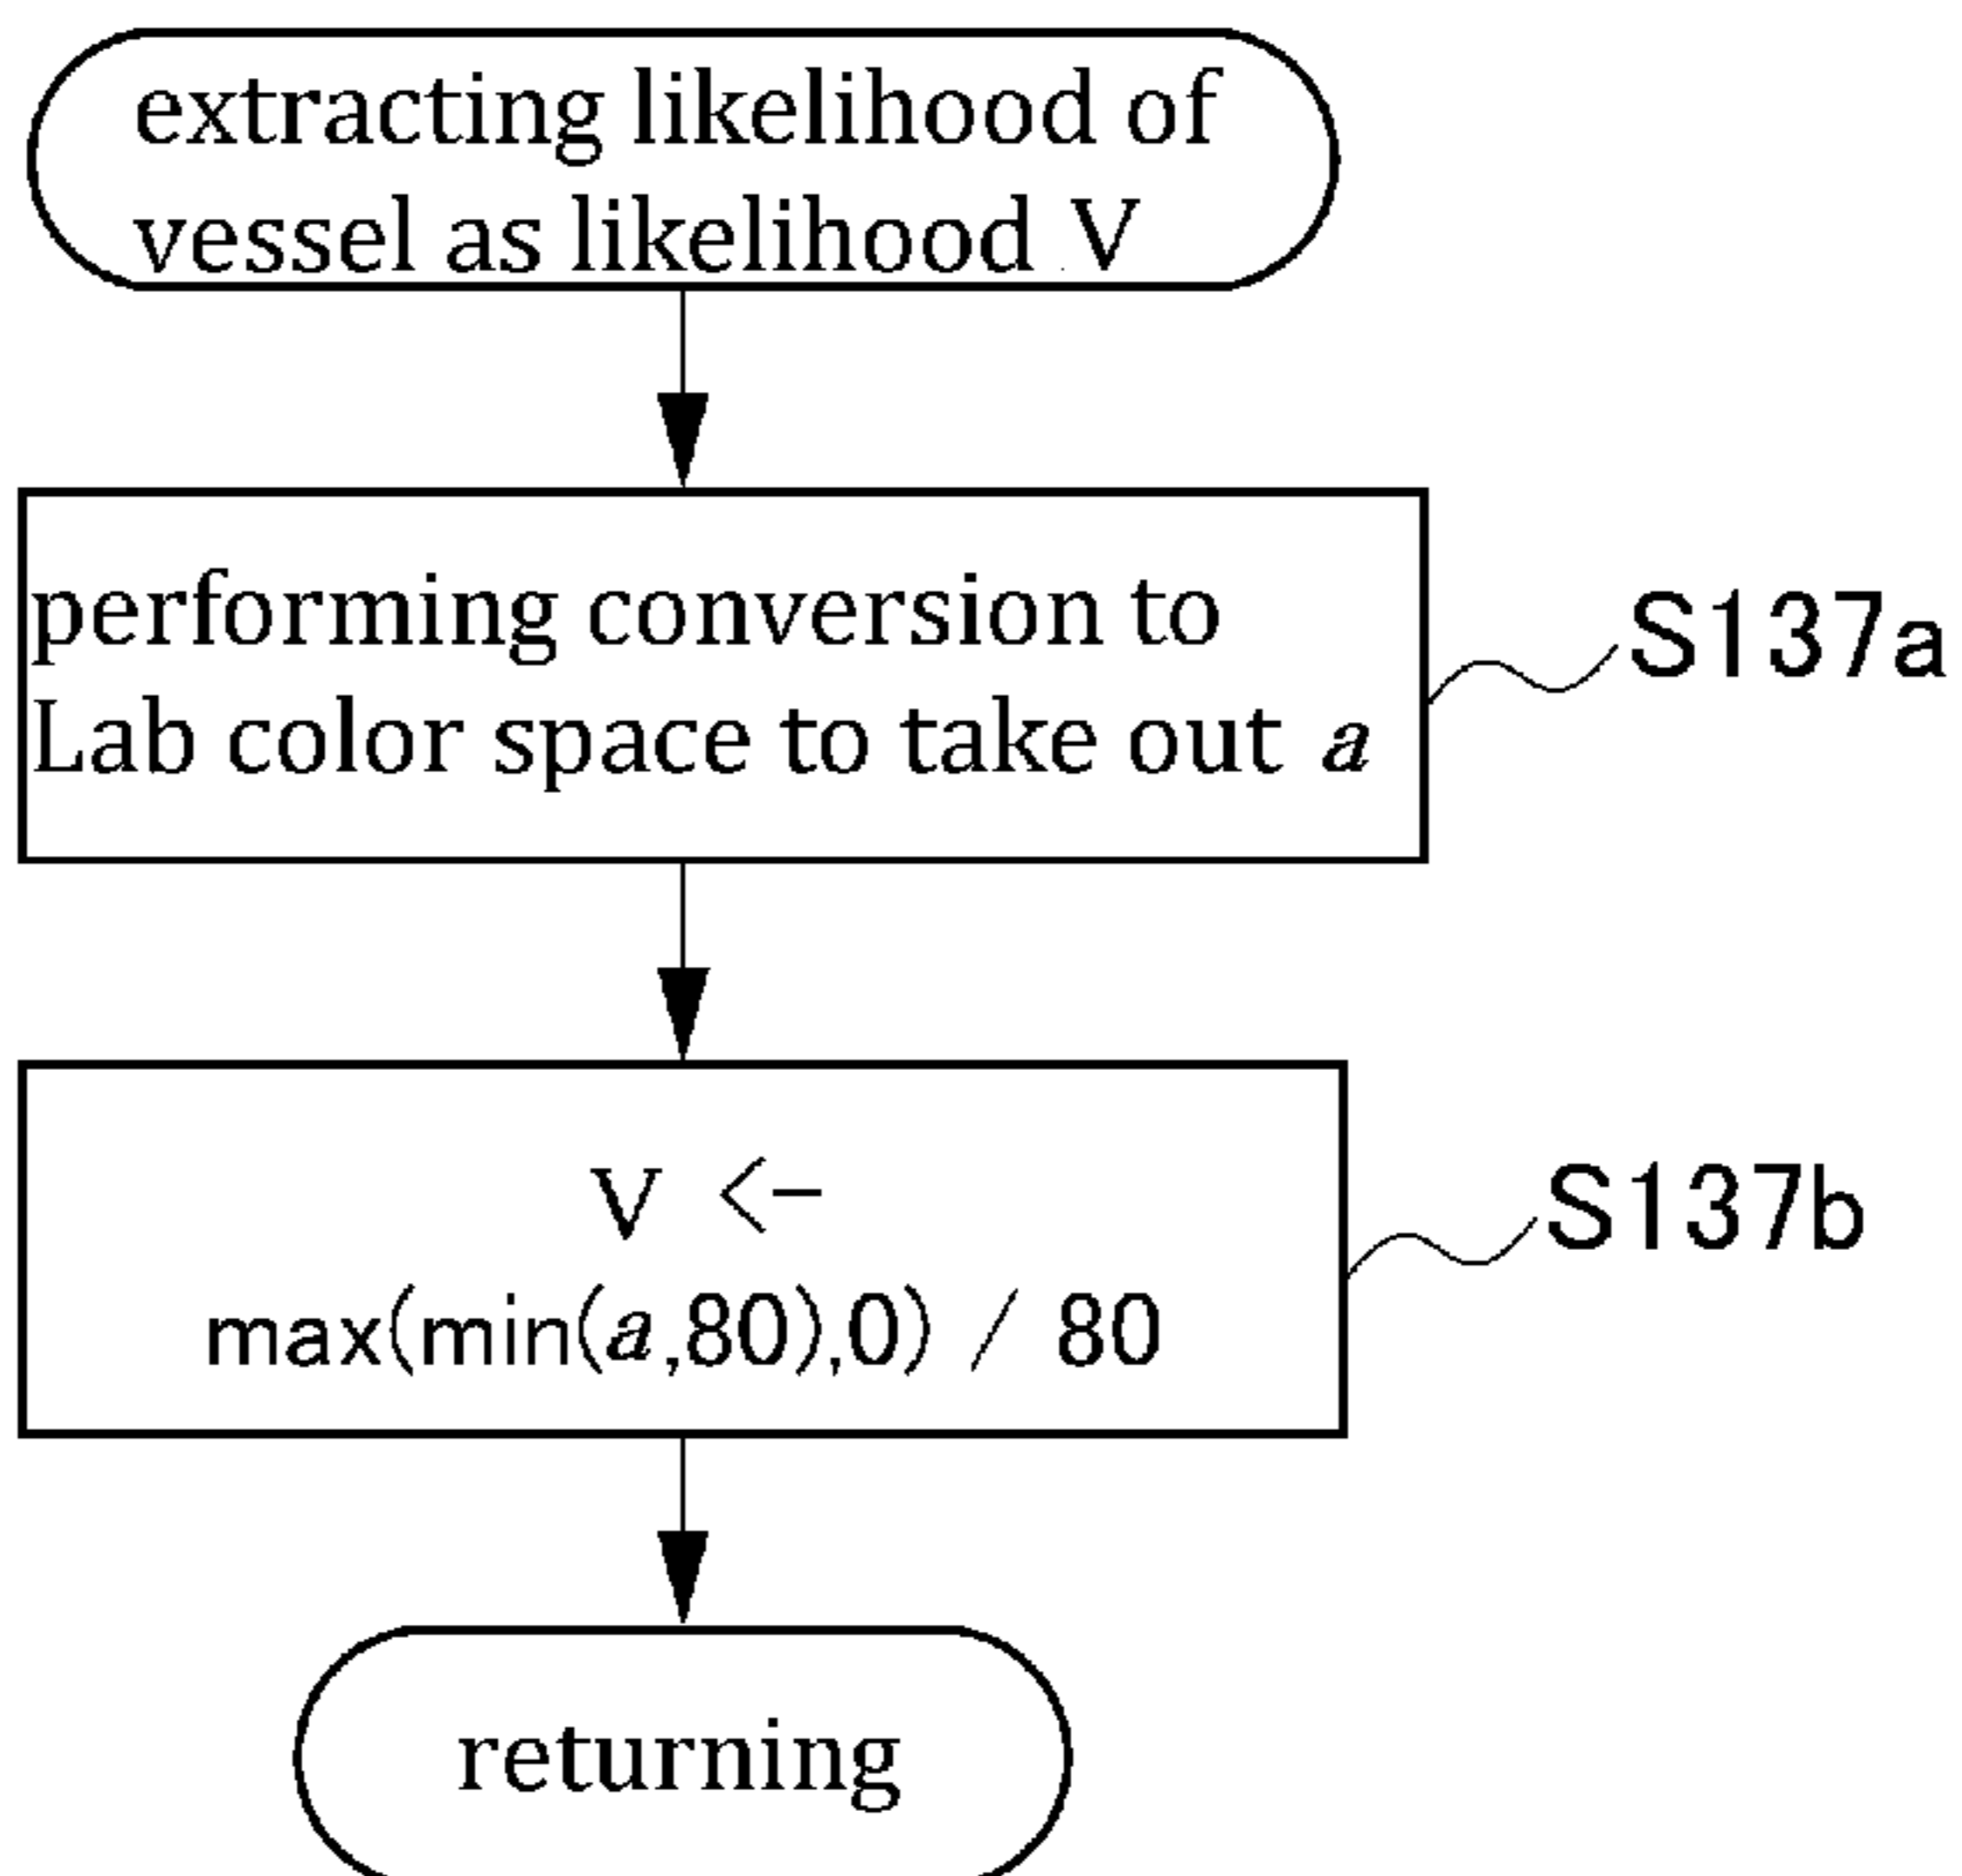 extracting likelihood of
vessel as likelihood V
performing conversion to
Lab color space to take out a
S137a
V <-
max(min(a,80),0) / 80
S137b
returning